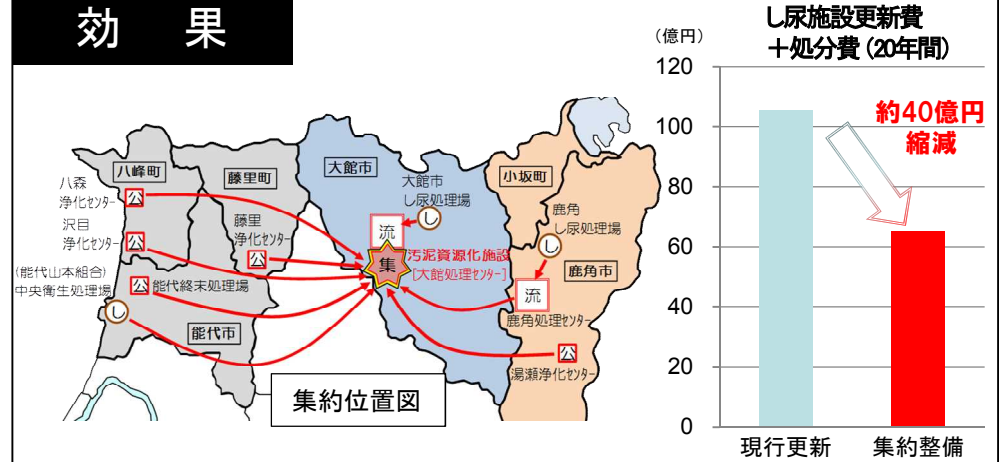 効 果
八峰町
藤里町
大館市
小坂町
鹿角市
能代市
八森
浄化センター
公
沢目
浄化センター
公
藤里
浄化センター
公
(能代山本組合)
中央衛生処理場
し
公
能代終末処理場
大館市
し尿処理場
し
流
集
汚泥資源化施設
[大館処理センター]
鹿角
し尿処理場
し
流
鹿角処理センター
公
湯瀬浄化センター
集約位置図
し尿施設更新費
+処分費(20年間)
(億円)
120
100
80
60
40
20
0
約40億円
縮減
現行更新
集約整備